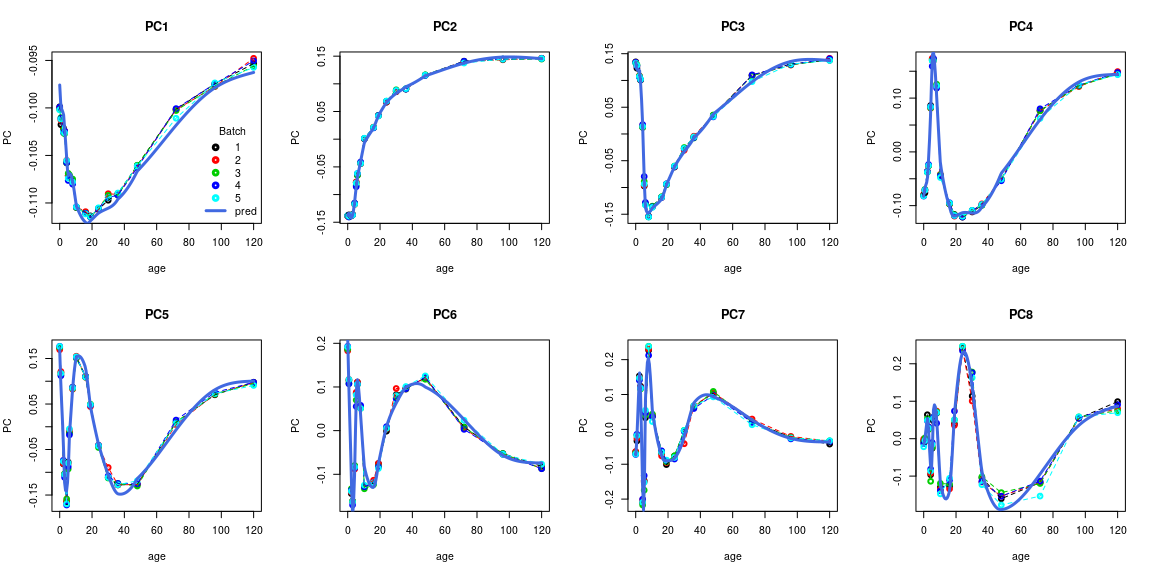 PC1
PC
-0.095
-0.100
-0.105
-0.110
Batch
1
2
3
4
5
pred
0 20 40 60 80 100 120
age
PC2
PC
0.15
0.05
-0.05
-0.15
0 20 40 60 80 100 120
age
PC3
PC
0.15
0.05
-0.05
-0.15
0 20 40 60 80 100 120
age
PC4
PC
0.10
0.00
-0.10
0 20 40 60 80 100 120
age
PC5
PC
0.15
0.05
-0.05
-0.15
0 20 40 60 80 100 120
age
PC6
PC
0.2
0.1
0.0
-0.1
0 20 40 60 80 100 120
age
PC7
PC
0.2
0.1
0.0
-0.1
-0.2
0 20 40 60 80 100 120
age
PC8
PC
0.2
0.1
0.0
-0.1
0 20 40 60 80 100 120
age